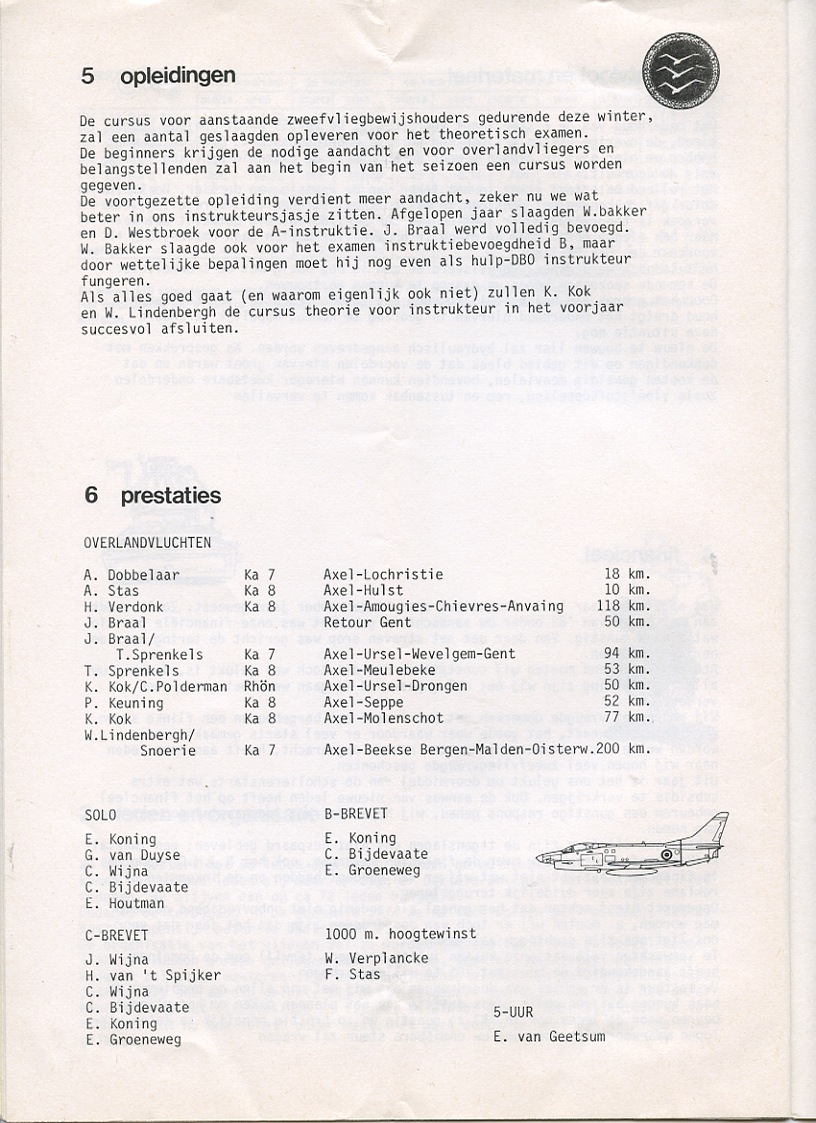 5 opleidingen
De cursus voor aanstaande zweefvliegbewijshouders gedurende deze winter,
zal een aantal geslaagden opleveren voor het theoretisch examen.
De beginners krijgen de nodige aandacht en voor overlandvliegers en
belangstellenden zal aan het begin van het seizoen een cursus worden
gegeven.
De voortgezette opleiding verdient meer aandacht, zeker nu we wat
beter in ons instrukteursjasje zitten. Afgelopen jaar slaagden W.bakker
en D. Westbroek voor de A-instruktie. J. Braal werd volledig bevoegd.
W. Bakker slaagde ook voor het examen instruktiebevoegdheid B, maar
door wettelijke bepalingen moet hij nog even als hulp-DBO instrukteur
fungeren.
Als alles goed gaat (en waarom eigenlijk ook niet) zullen K. Kok
en W. Lindenbergh de cursus theorie voor instrukteur in het voorjaar
succesvol afsluiten.
6 prestaties
OVERLANDVLUCHTEN
A. Dobbelaar Ka 7 Axel-Lochristie 18 km.
A. Stas Ka 8 Axel-Hulst 10 km.
H. Verdonk Ka 8 Axel-Amougies-Chievres-Anvaing 118 km.
J. Braal Retour Gent 50 km.
J. Braal/
T.Sprenkels Ka 7 Axel-Ursel-Wevelgem-Gent 94 km.
T. Sprenkels Ka 8 Axel-Meulebeke 53 km.
K. Kok/C.Polderman Rhön Axel-Ursel-Drongen 50 km.
P. Keuning Ka 8 Axel-Seppe 52 km.
K. Kok Ka 8 Axel-Molenschot 77 km.
W.Lindenbergh/
Snoerie Ka 7 Axel-Beekse Bergen-Malden-Oisterw.200 km.
SOLO
E. Koning
G. van Duyse
C. Wijna
C. Bijdevaate
E. Houtman
B-BREVET
E. Koning
C. Bijdevaate
E. Groeneweg
C-BREVET
J. Wijna
H. van 't Spijker
C. Wijna
C. Bijdevaate
E. Koning
E. Groeneweg
1000 m. hoogtewinst
W. Verplancke
F. Stas
5-UUR
E. van Geetsum